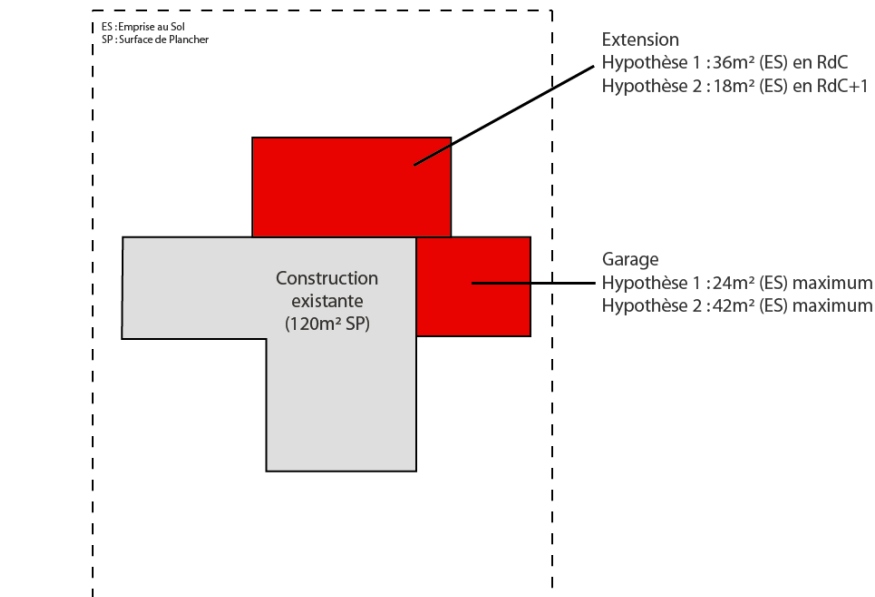 ES : Emprise au Sol
SP : Surface de Plancher
Extension
Hypothèse 1 : 36m² (ES) en RdC
Hypothèse 2 : 18m² (ES) en RdC+1
Construction
existante
(120m² SP)
Garage
Hypothèse 1 : 24m² (ES) maximum
Hypothèse 2 : 42m² (ES) maximum